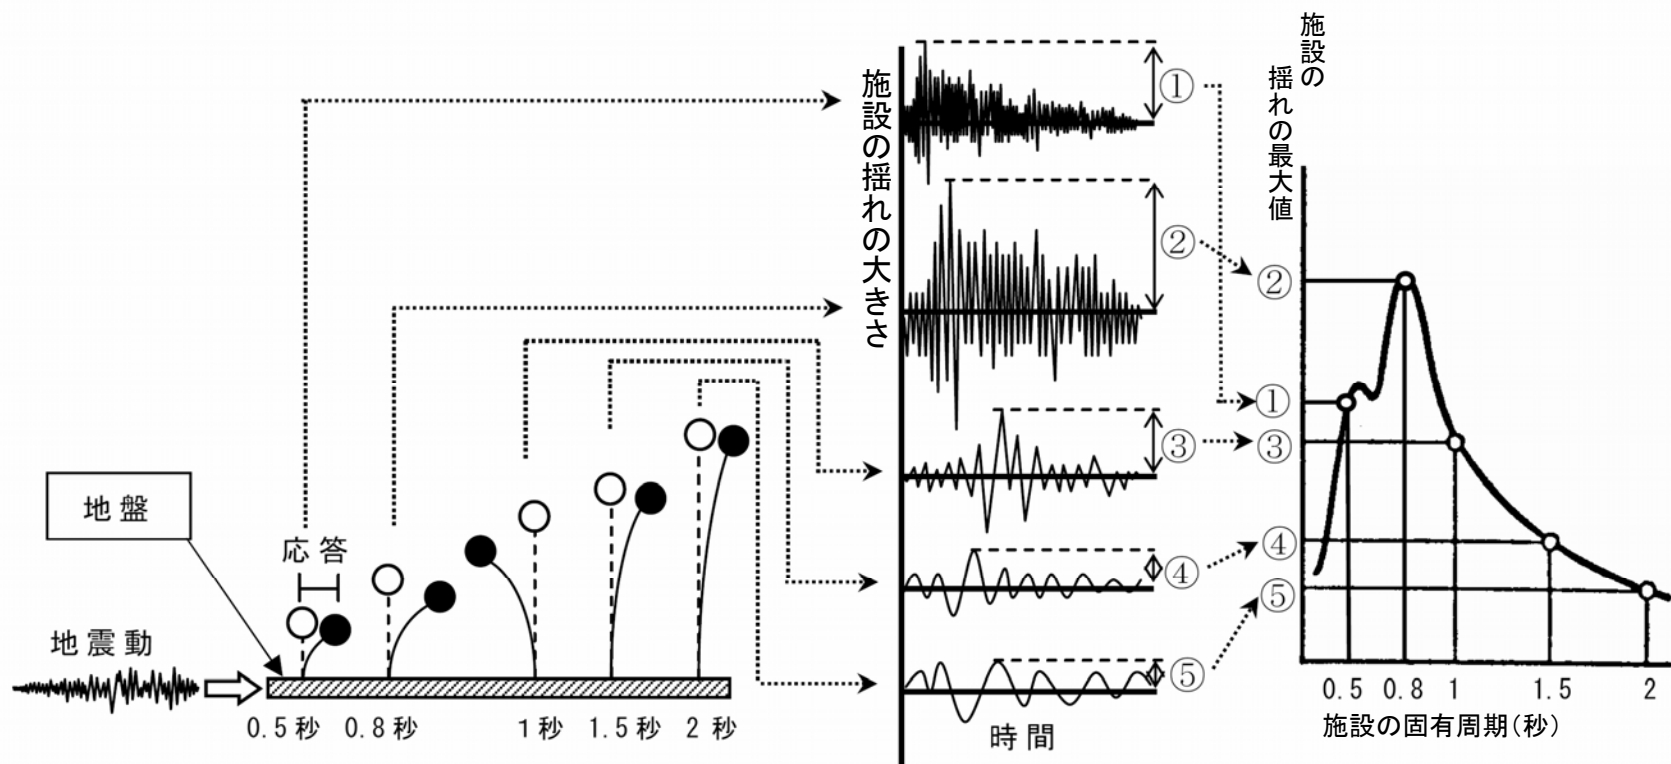 地盤
応答
地震動
0.5秒
0.8秒
1秒
1.5秒
2秒
施設の揺れの大きさ
①
②
③
④
⑤
時間
施設の
揺れの最大値
②
①
③
④
⑤
0.5
0.8
1
1.5
2
施設の固有周期(秒)